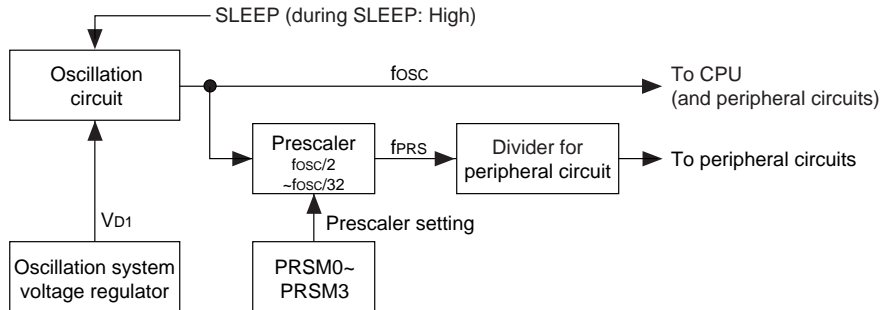 SLEEP (during SLEEP: High)
Oscillation
circuit
fOSC
To CPU
(and peripheral circuits)
Prescaler
fOSC/2
~fOSC/32
fPRS
Divider for
peripheral circuit
To peripheral circuits
VD1
Prescaler setting
Oscillation system
voltage regulator
PRSM0~
PRSM3